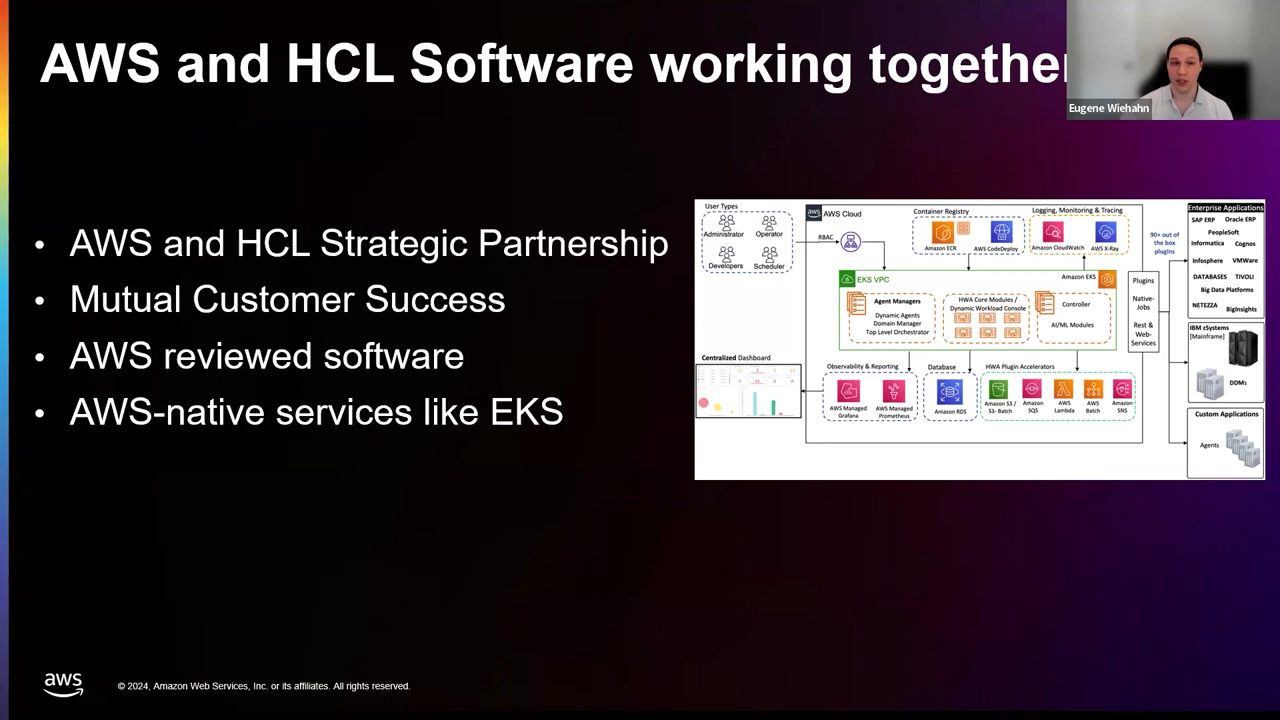 AWS and HCL Software working together
Eugene Wiehahn
• AWS and HCL Strategic Partnership
• Mutual Customer Success
• AWS reviewed software
• AWS-native services like EKS
User Types
Administrator
Operator
Developers
Scheduler
RBAC
aws
AWS Cloud
Container Registry
Amazon ECR
AWS CodeDeploy
Logging, Monitoring & Tracing
Amazon CloudWatch
AWS X-Ray
EKS VPC
Amazon EKS
Agent Managers
Dynamic Agents
Domain Manager
Top Level Orchestrator
HWA Core Modules /
Dynamic Workload Console
Controller
AI/ML Modules
Centralized Dashboard
Observability & Reporting
AWS Managed
Grafana
AWS Managed
Prometheus
Database
Amazon RDS
HWA Plugin Accelerators
Amazon S3 /
S3- Batch
Amazon
SQS
AWS
Lambda
AWS
Batch
Amazon
SNS
Plugins
Native-
Jobs
Rest &
Web-
Services
90+ out of
the box
plugins
Enterprise Applications
SAP ERP
Oracle ERP
PeopleSoft
Informatica
Cognos
Infosphere
VMWare
DATABASES
TIVOLI
Big Data Platforms
NETEZZA
BigInsights
IBM zSystems
[Mainframe]
DDMs
Custom Applications
Agents
aws
© 2024, Amazon Web Services, Inc. or its affiliates. All rights reserved.